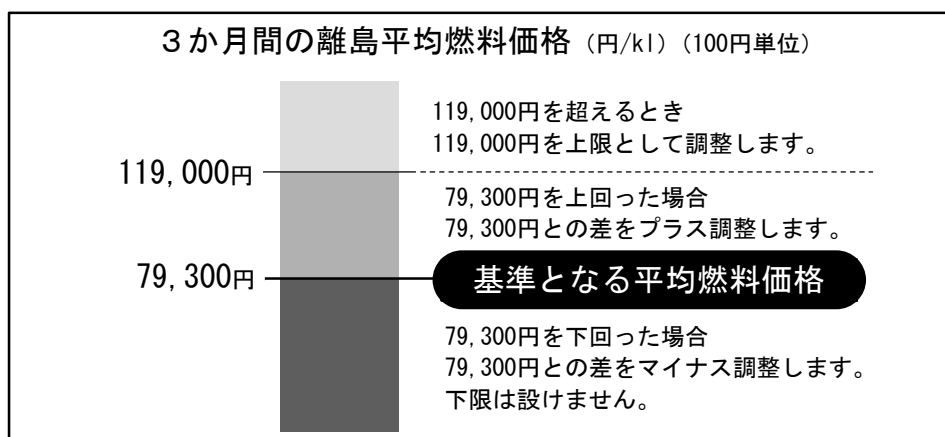 ３か月間の離島平均燃料価格（円/kl）（100円単位）
119,000円を超えるとき
119,000円を上限として調整します。
119,000円
79,300円を上回った場合
79,300円との差をプラス調整します。
79,300円
基準となる平均燃料価格
79,300円を下回った場合
79,300円との差をマイナス調整します。
下限は設けません。